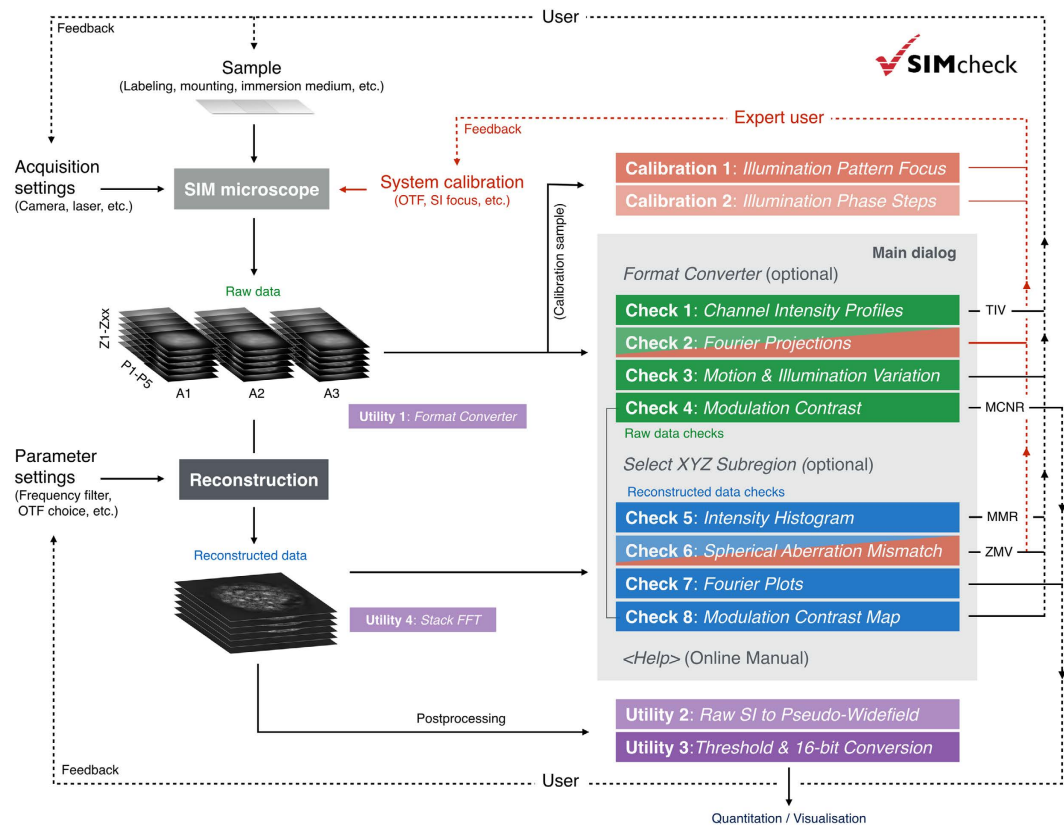 User
Feedback
SIMcheck
Sample
(Labeling, mounting, immersion medium, etc.)
Expert user
Feedback
Acquisition
settings
(Camera, laser, etc.)
SIM microscope
System calibration
(OTF, SI focus, etc.)
Calibration 1: Illumination Pattern Focus
Calibration 2: Illumination Phase Steps
(Calibration sample)
Main dialog
Format Converter (optional)
Raw data
Z1-Zxx
P1-P5
A1
A2
A3
Check 1: Channel Intensity Profiles
TIV
Check 2: Fourier Projections
Check 3: Motion & Illumination Variation
Check 4: Modulation Contrast
MCNR
Raw data checks
Utility 1: Format Converter
Parameter
settings
(Frequency filter,
OTF choice, etc.)
Reconstruction
Select XYZ Subregion (optional)
Reconstructed data checks
Check 5: Intensity Histogram
MMR
Check 6: Spherical Aberration Mismatch
ZMV
Check 7: Fourier Plots
Check 8: Modulation Contrast Map
<Help> (Online Manual)
Reconstructed data
Utility 4: Stack FFT
Postprocessing
Utility 2: Raw SI to Pseudo-Widefield
Utility 3: Threshold & 16-bit Conversion
Feedback
User
Quantitation / Visualisation